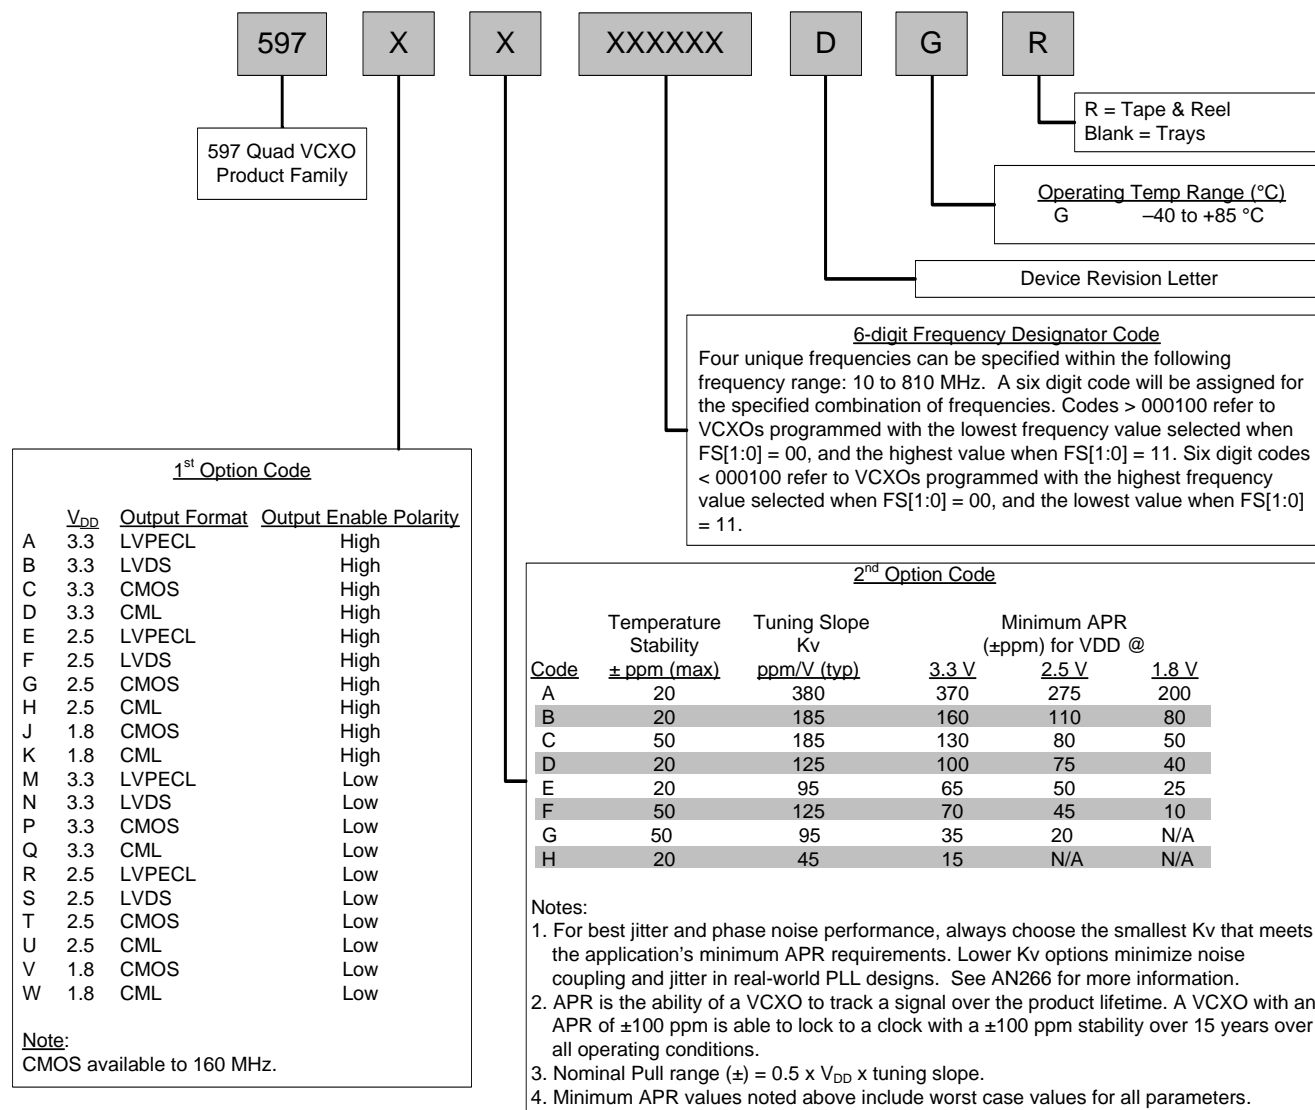 597 X X XXXXXX D G R
R = Tape & Reel
Blank = Trays
597 Quad VCXO
Product Family
Operating Temp Range (°C)
G –40 to +85 °C
Device Revision Letter
6-digit Frequency Designator Code
Four unique frequencies can be specified within the following
frequency range: 10 to 810 MHz. A six digit code will be assigned for
the specified combination of frequencies. Codes > 000100 refer to
VCXOs programmed with the lowest frequency value selected when
FS[1:0] = 00, and the highest value when FS[1:0] = 11. Six digit codes
< 000100 refer to VCXOs programmed with the highest frequency
value selected when FS[1:0] = 00, and the lowest value when FS[1:0]
= 11.
1st Option Code
VDD Output Format Output Enable Polarity
A 3.3 LVPECL High
B 3.3 LVDS High
C 3.3 CMOS High
D 3.3 CML High
E 2.5 LVPECL High
F 2.5 LVDS High
G 2.5 CMOS High
H 2.5 CML High
J 1.8 CMOS High
K 1.8 CML High
M 3.3 LVPECL Low
N 3.3 LVDS Low
P 3.3 CMOS Low
Q 3.3 CML Low
R 2.5 LVPECL Low
S 2.5 LVDS Low
T 2.5 CMOS Low
U 2.5 CML Low
V 1.8 CMOS Low
W 1.8 CML Low
Note:
CMOS available to 160 MHz.
2nd Option Code
Temperature Tuning Slope Minimum APR
Stability Kv (±ppm) for VDD @
Code ± ppm (max) ppm/V (typ) 3.3 V 2.5 V 1.8 V
A 20 380 370 275 200
B 20 185 160 110 80
C 50 185 130 80 50
D 20 125 100 75 40
E 20 95 65 50 25
F 50 125 70 45 10
G 50 95 35 20 N/A
H 20 45 15 N/A N/A
Notes:
1. For best jitter and phase noise performance, always choose the smallest Kv that meets
the application's minimum APR requirements. Lower Kv options minimize noise
coupling and jitter in real-world PLL designs. See AN266 for more information.
2. APR is the ability of a VCXO to track a signal over the product lifetime. A VCXO with an
APR of ±100 ppm is able to lock to a clock with a ±100 ppm stability over 15 years over
all operating conditions.
3. Nominal Pull range (±) = 0.5 x VDD x tuning slope.
4. Minimum APR values noted above include worst case values for all parameters.